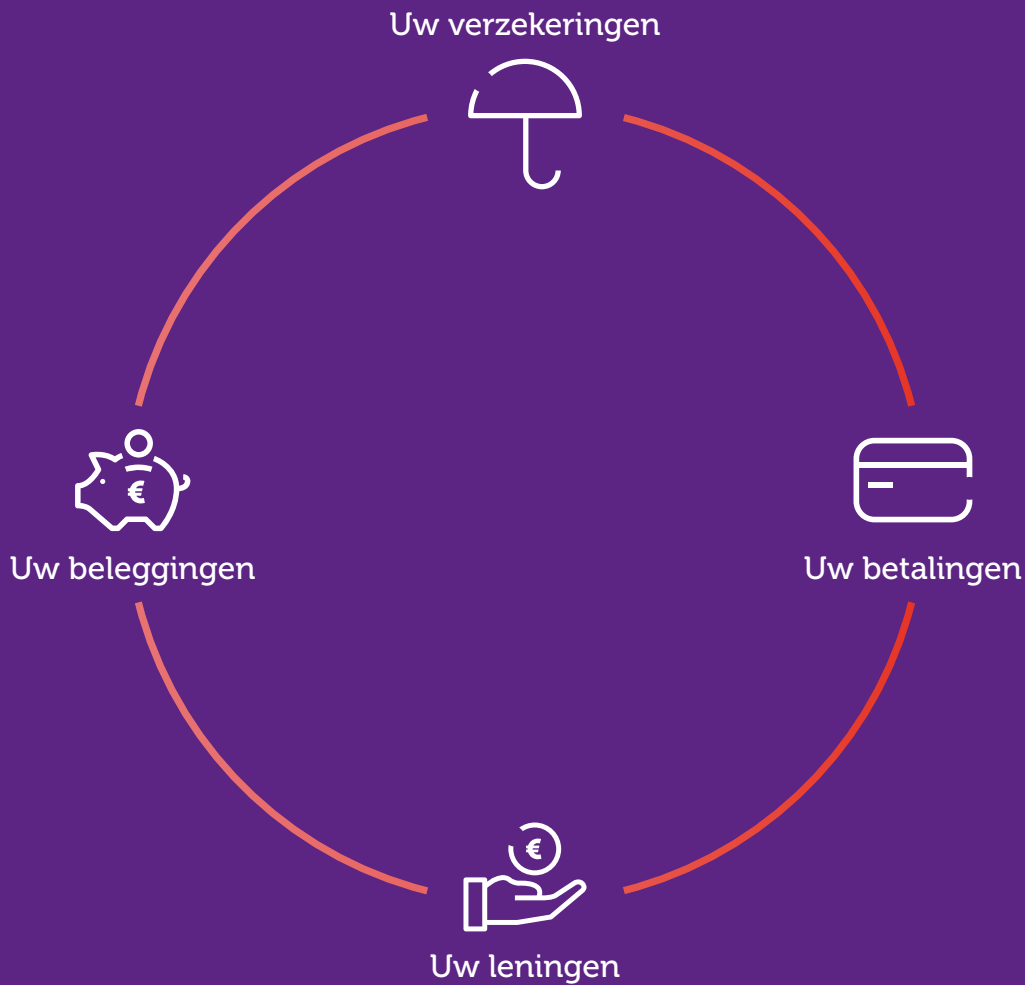 Uw verzekeringen
€
Uw beleggingen
Uw betalingen
€
Uw leningen